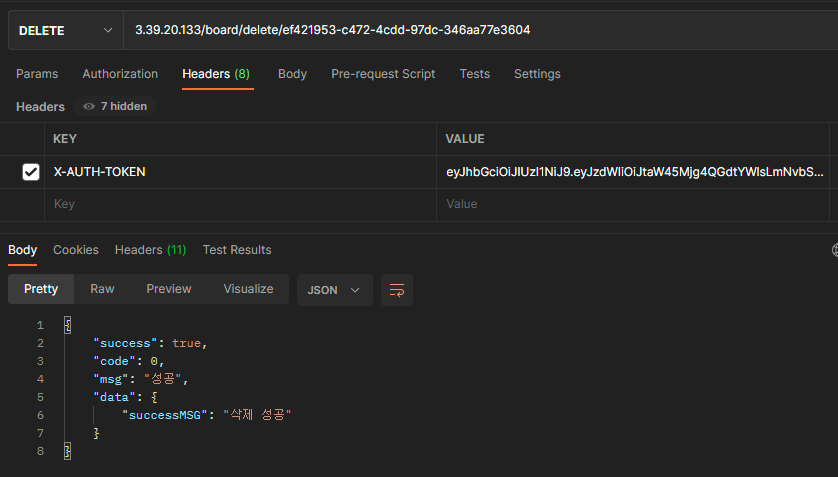 DELETE 3.39.20.133/board/delete/ef421953-c472-4cdd-97dc-346aa77e3604
Params Authorization Headers (8) Body Pre-request Script Tests Settings
Headers 7 hidden
KEY VALUE
X-AUTH-TOKEN eyJhbGciOiJIUzI1NiJ9.eyJzdWIiOiJtaW45Mjg4QGdtYWlsLmNvbS...
Key Value
Body Cookies Headers (11) Test Results
Pretty Raw Preview Visualize JSON
1 {
2 "success": true,
3 "code": 0,
4 "msg": "성공",
5 "data": {
6 "successMSG": "삭제 성공"
7 }
8 }